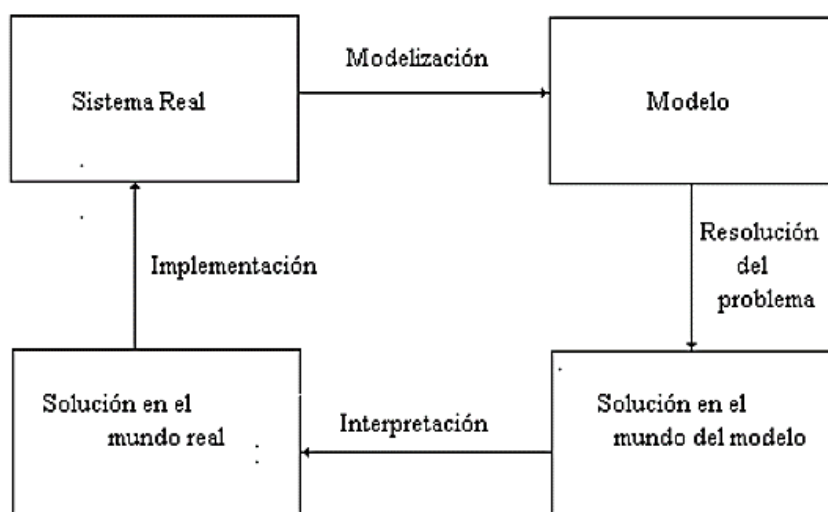 Modelización
Sistema Real
Modelo
Resolución
del
problema
Implementación
Solución en el
mundo real
Interpretación
Solución en el
mundo del modelo